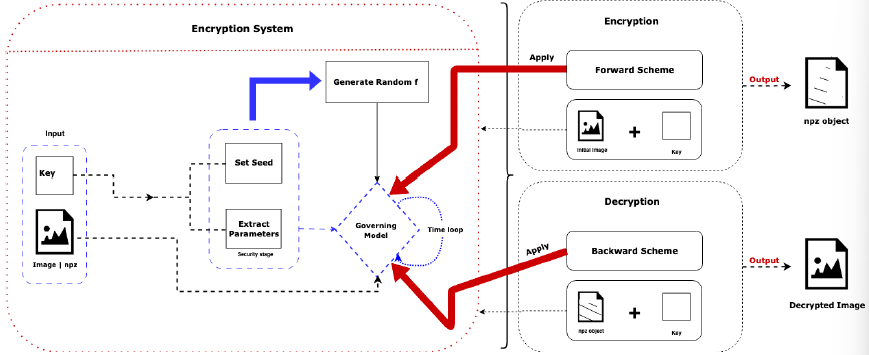 Encryption System
Input
Key
Image | npz
Set Seed
Extract
Parameters
Security stage
Generate Random f
Governing
Model
Time loop
Apply
Apply
Encryption
Forward Scheme
Initial Image
+
Key
Output
npz object
Decryption
Backward Scheme
npz object
+
Key
Output
Decrypted Image